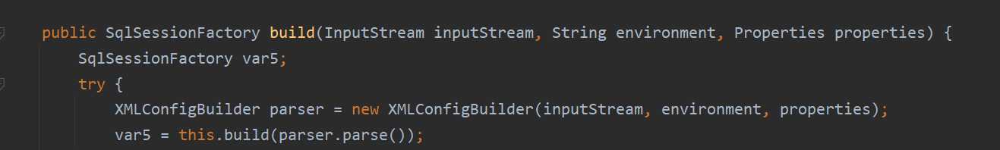 public SqlSessionFactory build(InputStream inputStream, String environment, Properties properties) {
SqlSessionFactory var5;
try {
XMLConfigBuilder parser = new XMLConfigBuilder(inputStream, environment, properties);
var5 = this.build(parser.parse());